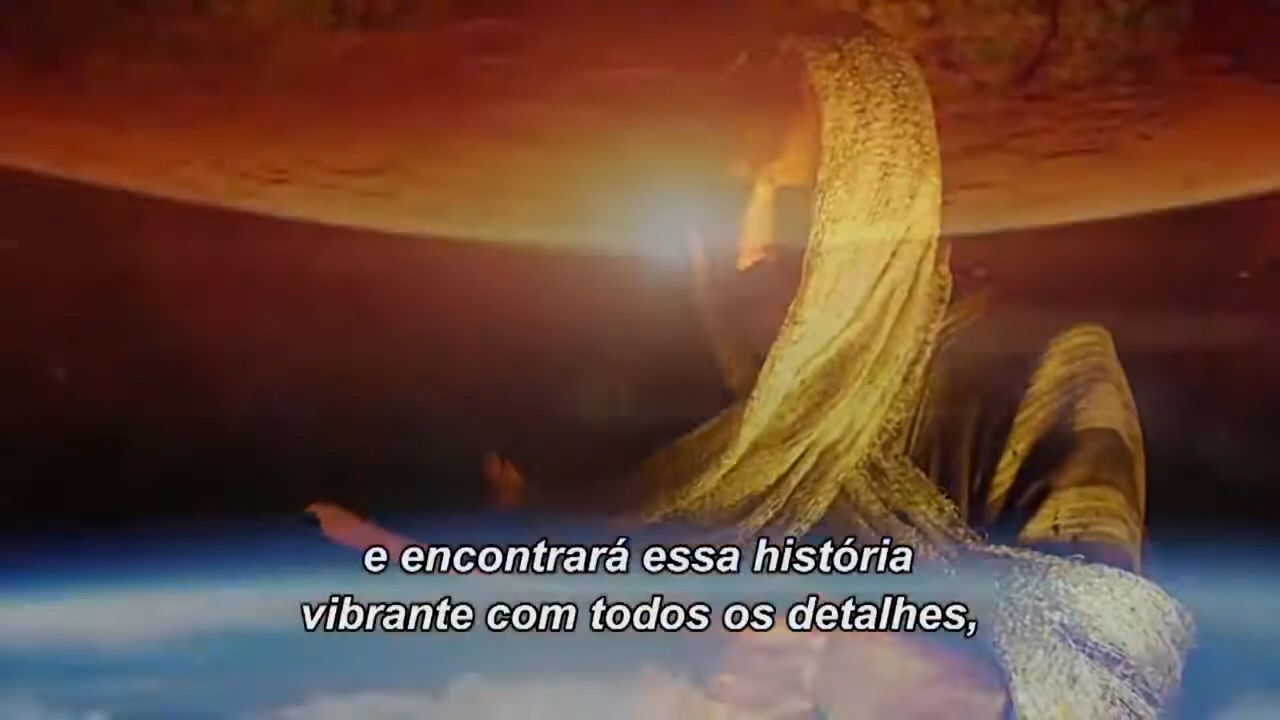 e encontrará essa história
vibrante com todos os detalhes,